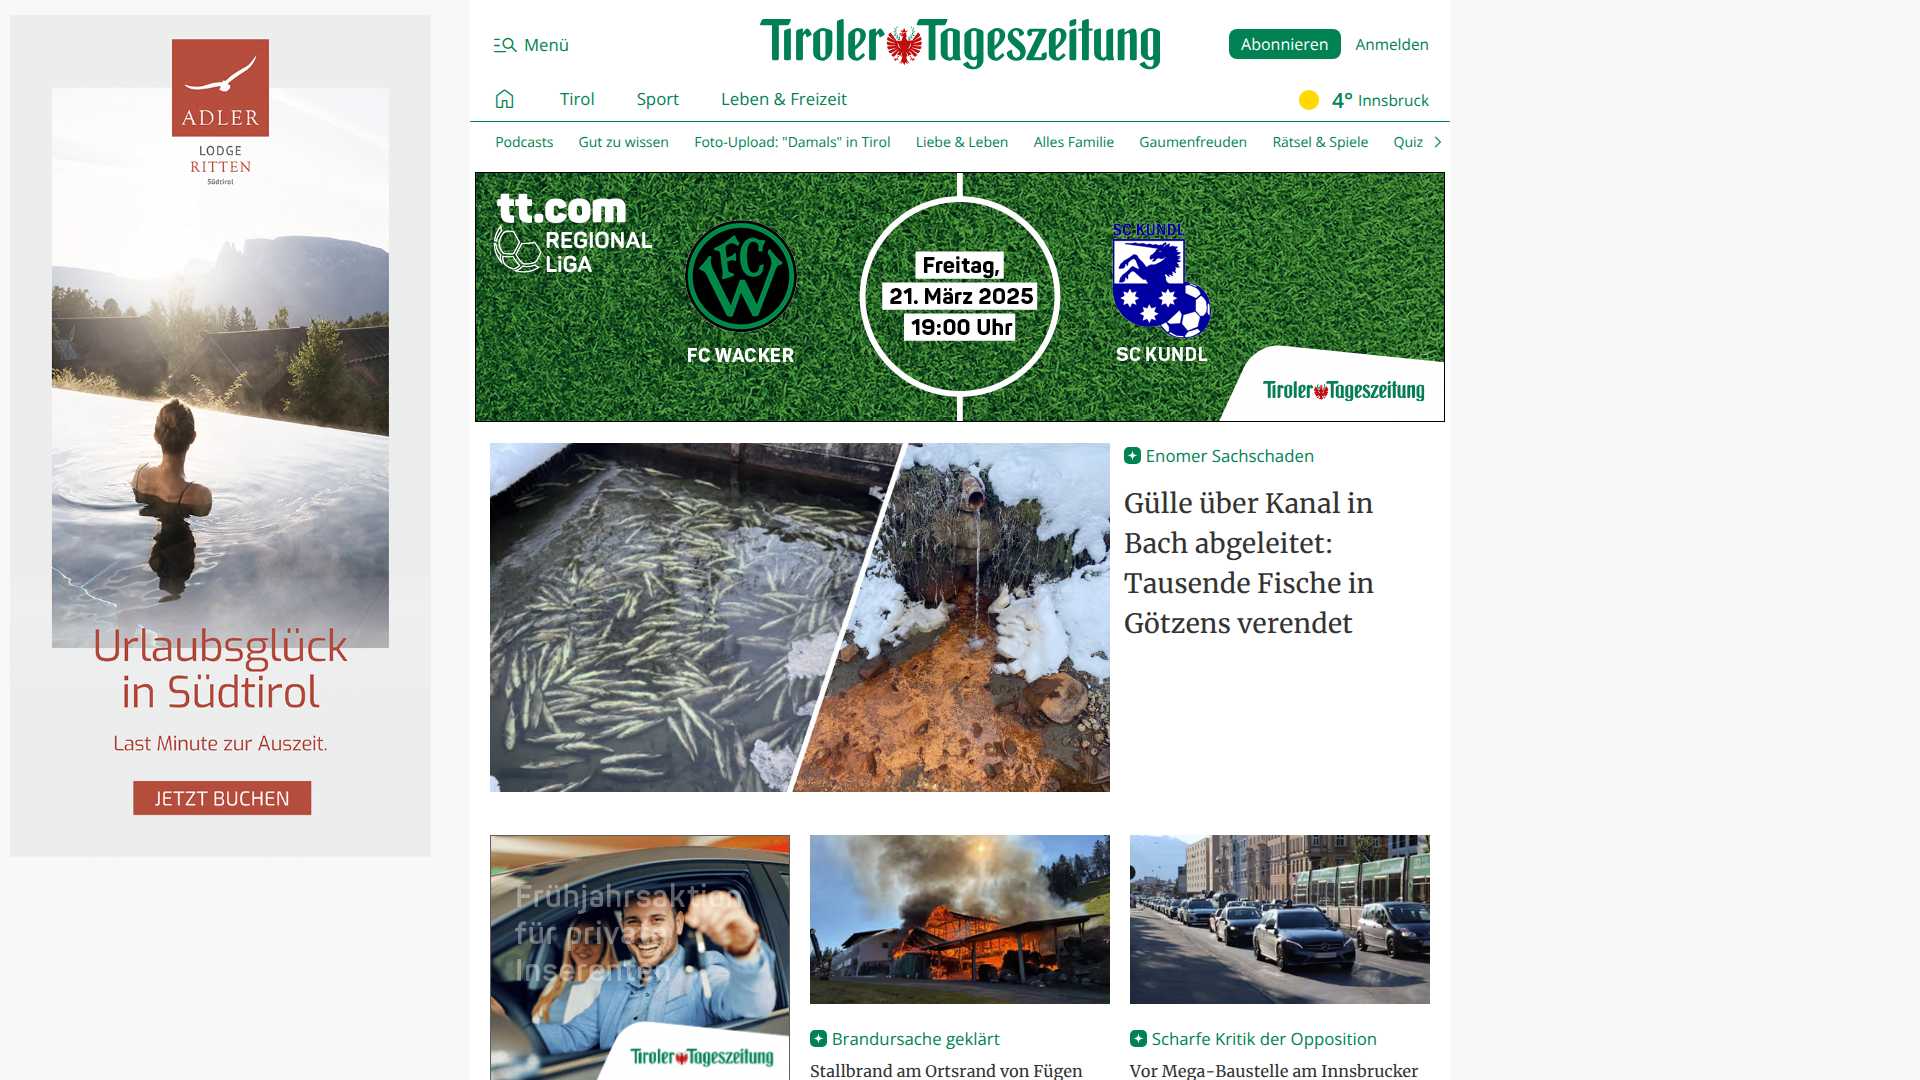 ADLER
LODGE
RITTEN
Südtirol
Urlaubsglück
in Südtirol
Last Minute zur Auszeit.
JETZT BUCHEN
Menü
Tiroler Tageszeitung
Abonnieren
Anmelden
Tirol
Sport
Leben & Freizeit
4° Innsbruck
Podcasts
Gut zu wissen
Foto-Upload: "Damals" in Tirol
Liebe & Leben
Alles Familie
Gaumenfreuden
Rätsel & Spiele
Quiz
tt.com
REGIONAL
LiGA
FCW
FC WACKER
Freitag,
21. März 2025
19:00 Uhr
SC KUNDL
SC KUNDL
Tiroler Tageszeitung
Enomer Sachschaden
Gülle über Kanal in
Bach abgeleitet:
Tausende Fische in
Götzens verendet
Frühjahrsaktion
für private
Inserenten
Tiroler Tageszeitung
Brandursache geklärt
Stallbrand am Ortsrand von Fügen
Scharfe Kritik der Opposition
Vor Mega-Baustelle am Innsbrucker